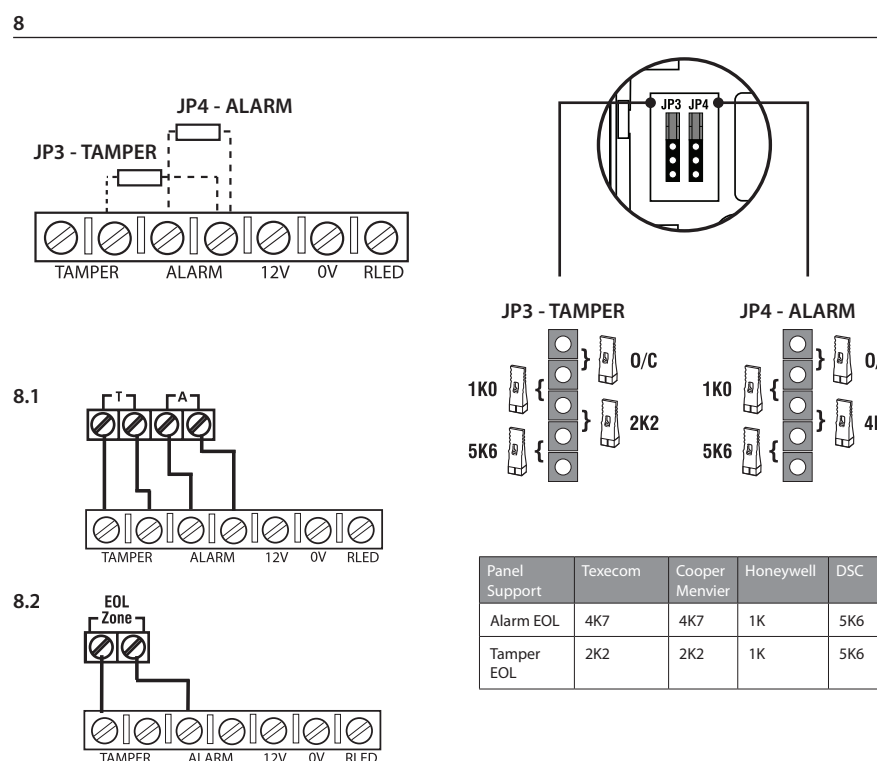 8
JP4 - ALARM
JP3 - TAMPER
TAMPER ALARM 12V 0V RLED
JP3 JP4
JP3 - TAMPER
O/C
1K0
2K2
5K6
JP4 - ALARM
1K0
5K6
8.1
T A
TAMPER ALARM 12V 0V RLED
8.2
EOL
Zone
TAMPER ALARM 12V 0V RLED
Panel Support Texecom Cooper Menvier Honeywell DSC
Alarm EOL 4K7 4K7 1K 5K6
Tamper EOL 2K2 2K2 1K 5K6